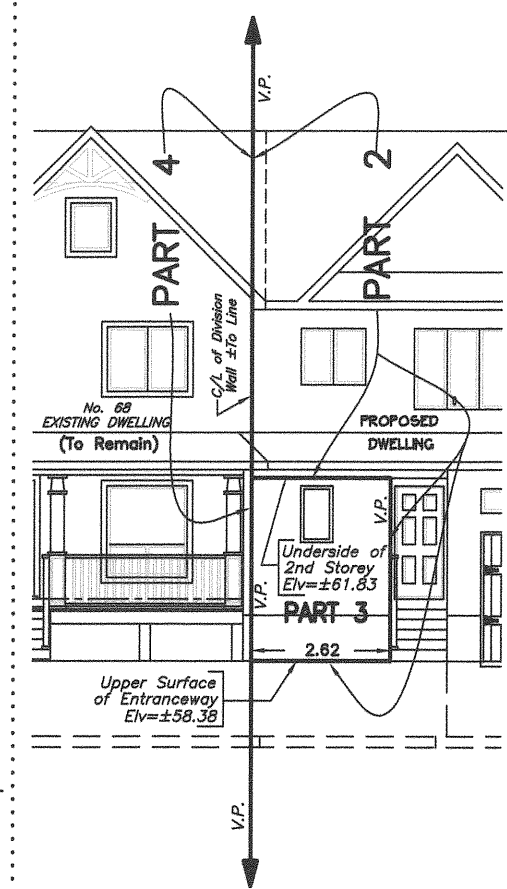 V.P.
PART 4
PART 2
C/L of Division
Wall ±To Line
No. 68
EXISTING DWELLING
(To Remain)
PROPOSED
DWELLING
V.P.
Underside of
2nd Storey
Elv=±61.83
V.P.
PART 3
2.62
Upper Surface
of Entranceway
Elv=±58.38
V.P.